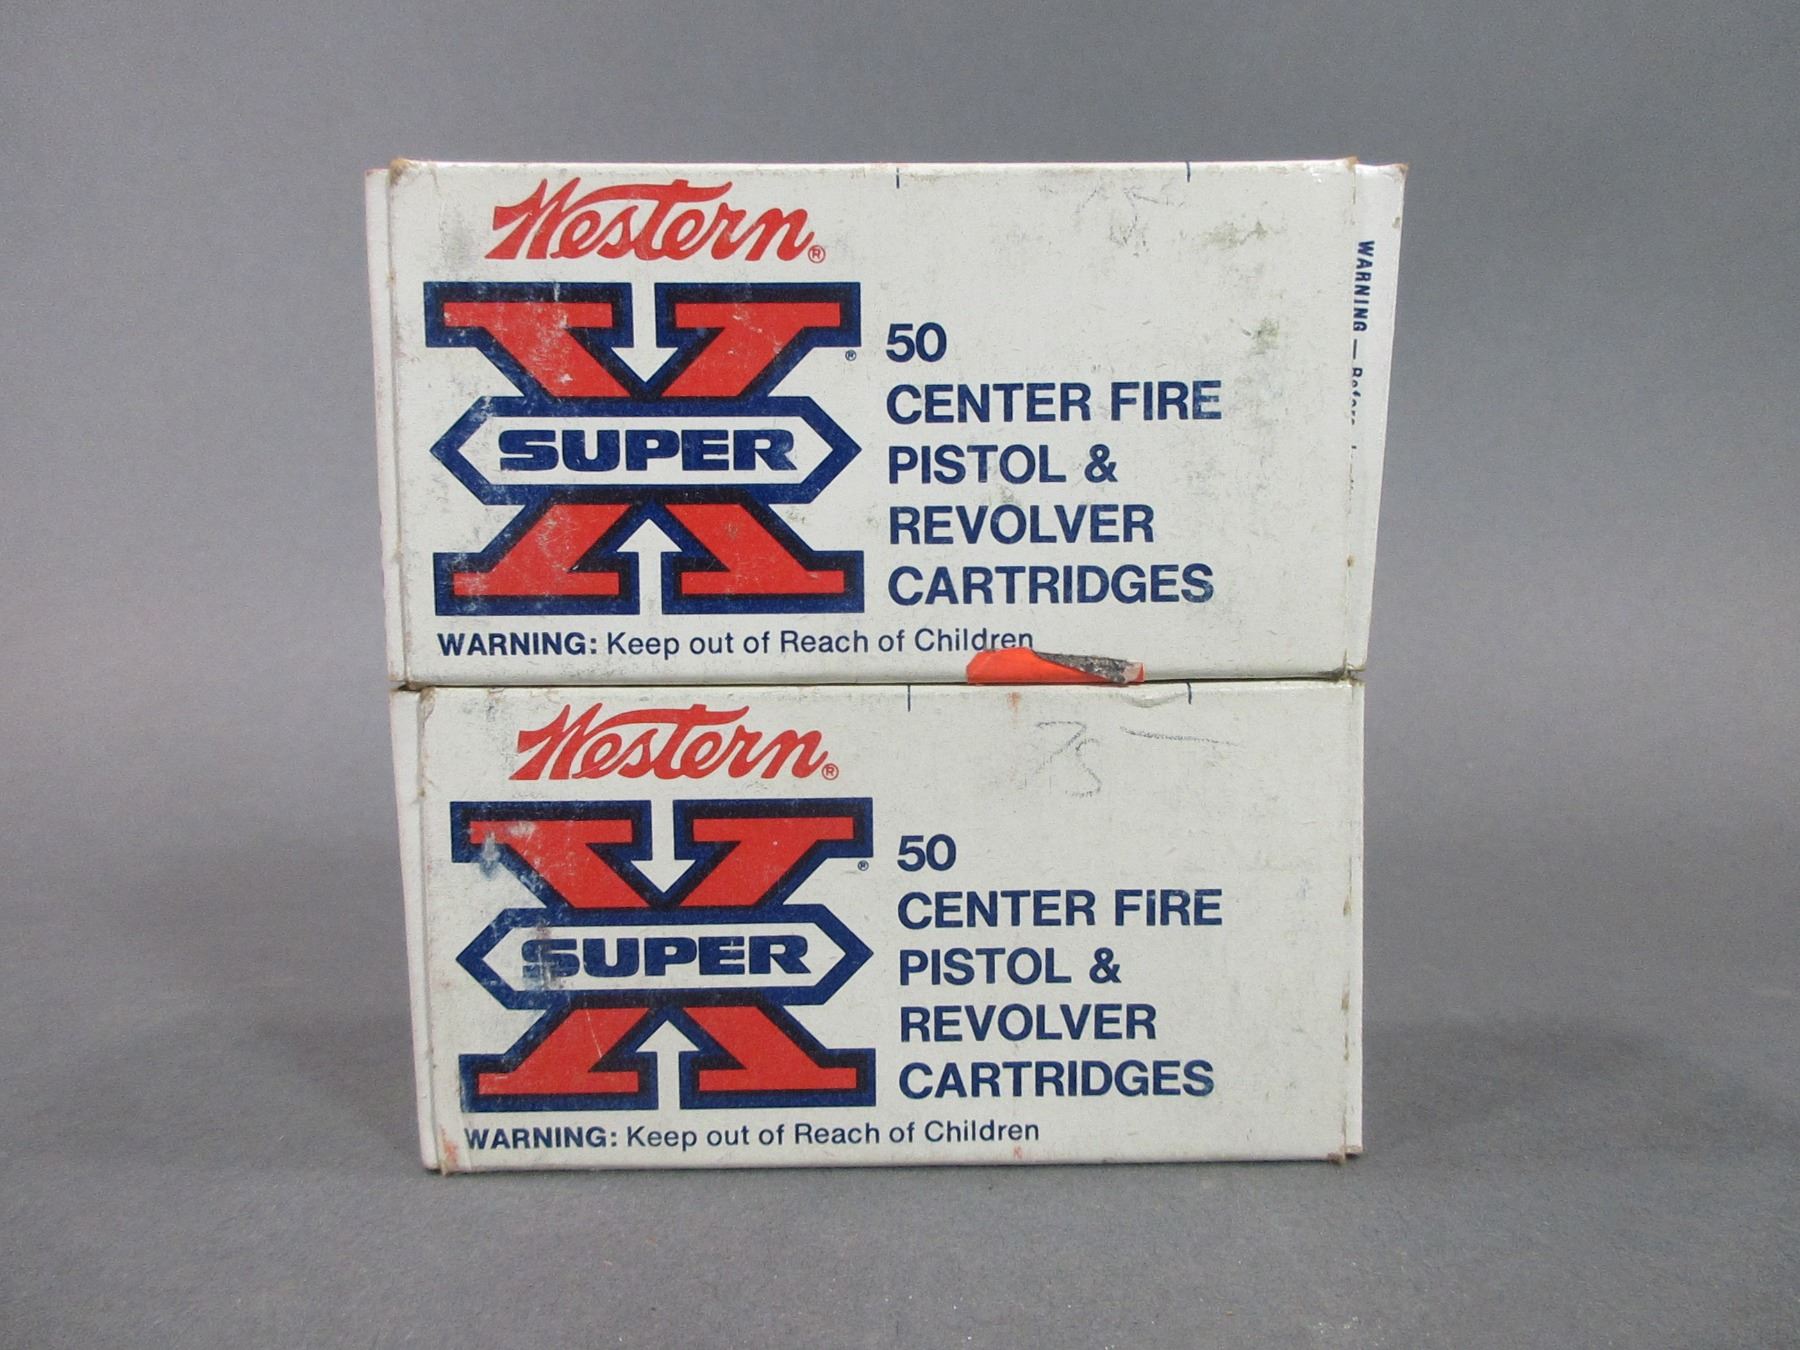 Western®
X®
SUPER
50
CENTER FIRE
PISTOL &
REVOLVER
CARTRIDGES
WARNING: Keep out of Reach of Children
WARNING — Before
Western®
X®
SUPER
50
CENTER FIRE
PISTOL &
REVOLVER
CARTRIDGES
WARNING: Keep out of Reach of Children